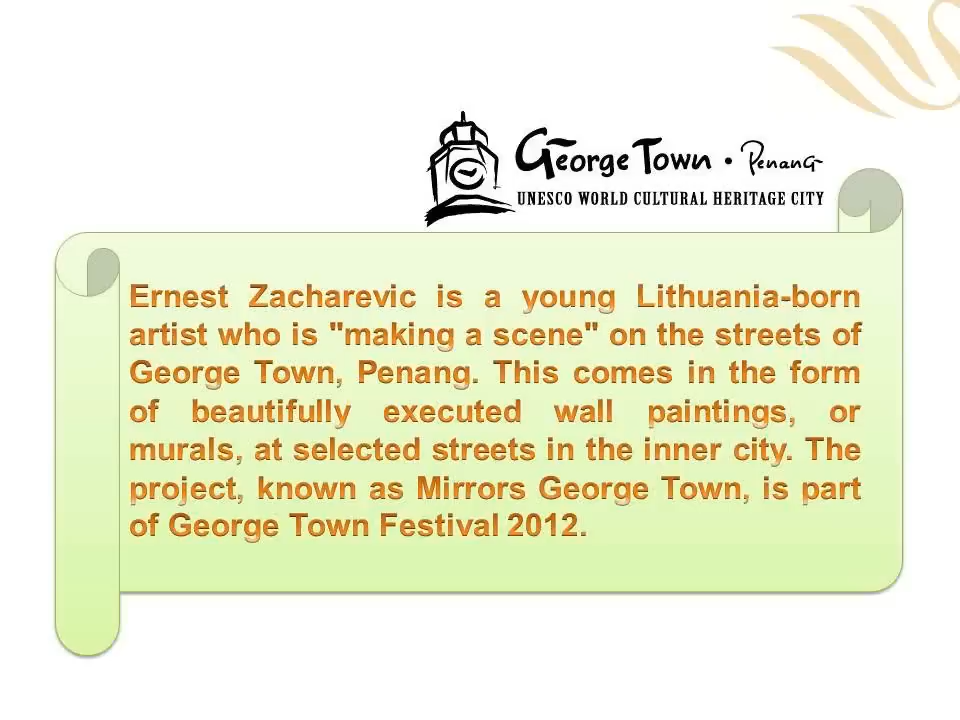 George Town • Penang
UNESCO WORLD CULTURAL HERITAGE CITY
Ernest Zacharevic is a young Lithuania-born
artist who is "making a scene" on the streets of
George Town, Penang. This comes in the form
of beautifully executed wall paintings, or
murals, at selected streets in the inner city. The
project, known as Mirrors George Town, is part
of George Town Festival 2012.